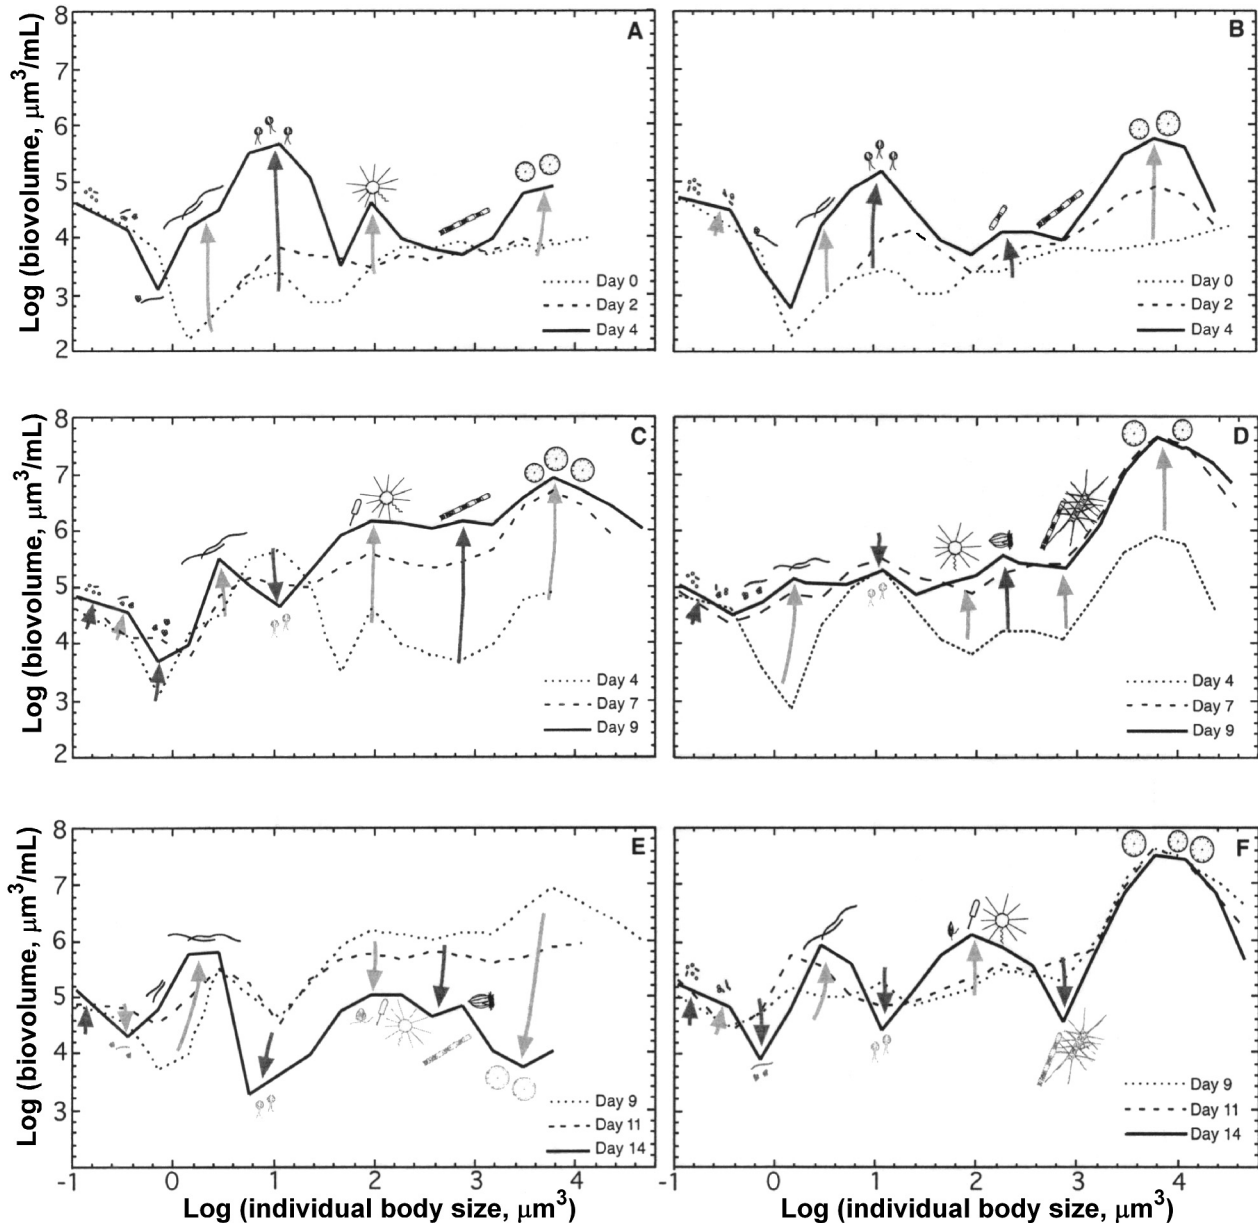 A
B
Log (biovolume, μm³/mL)
8
7
6
5
4
3
2
Day 0
Day 2
Day 4
Day 0
Day 2
Day 4
C
D
Log (biovolume, μm³/mL)
8
7
6
5
4
3
2
Day 4
Day 7
Day 9
Day 4
Day 7
Day 9
E
F
Log (biovolume, μm³/mL)
8
7
6
5
4
3
Day 9
Day 11
Day 14
Day 9
Day 11
Day 14
-1 0 1 2 3 4 -1 0 1 2 3 4
Log (individual body size, μm³) Log (individual body size, μm³)